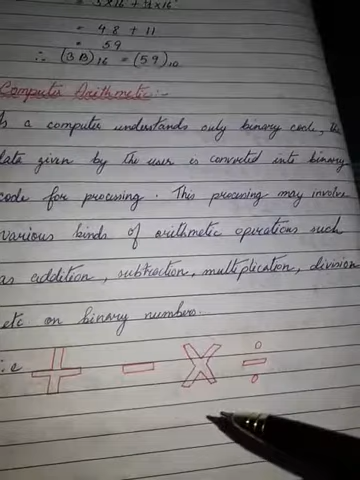 = 3x16¹ + 11x16⁰
= 48 + 11
= 59
∴ (3B)₁₆ = (59)₁₀
Computer Arithmetic:-
As a computer understands only binary code, the
data given by the user is converted into binary
code for processing. This processing may involve
various kinds of arithmetic operations such
as addition, subtraction, multiplication, division
etc on binary numbers.
i.e + − × ÷